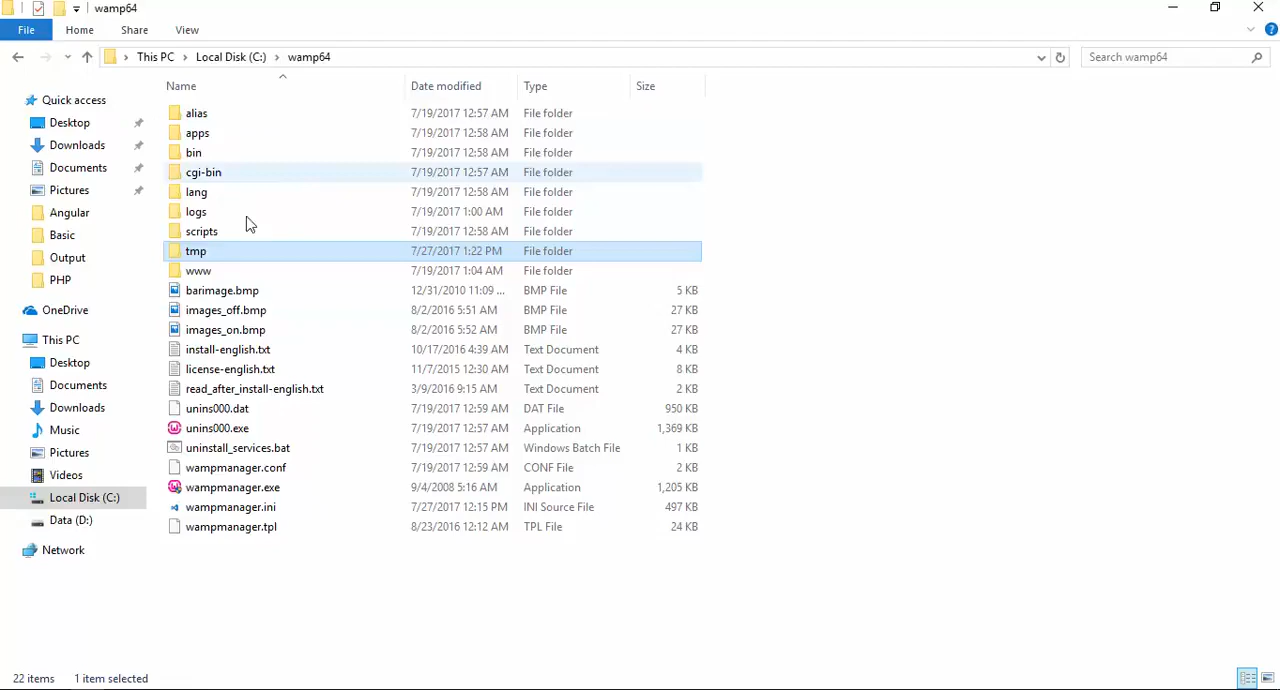 wamp64
File Home Share View
This PC Local Disk (C:) wamp64 Search wamp64
Name Date modified Type Size
Quick access
Desktop
Downloads
Documents
Pictures
Angular
Basic
Output
PHP
OneDrive
This PC
Desktop
Documents
Downloads
Music
Pictures
Videos
Local Disk (C:)
Data (D:)
Network
alias 7/19/2017 12:57 AM File folder
apps 7/19/2017 12:58 AM File folder
bin 7/19/2017 12:58 AM File folder
cgi-bin 7/19/2017 12:57 AM File folder
lang 7/19/2017 12:58 AM File folder
logs 7/19/2017 1:00 AM File folder
scripts 7/19/2017 12:58 AM File folder
tmp 7/27/2017 1:22 PM File folder
www 7/19/2017 1:04 AM File folder
barimage.bmp 12/31/2010 11:09 ... BMP File 5 KB
images_off.bmp 8/2/2016 5:51 AM BMP File 27 KB
images_on.bmp 8/2/2016 5:52 AM BMP File 27 KB
install-english.txt 10/17/2016 4:39 AM Text Document 4 KB
license-english.txt 11/7/2015 12:30 AM Text Document 8 KB
read_after_install-english.txt 3/9/2016 9:15 AM Text Document 2 KB
unins000.dat 7/19/2017 12:59 AM DAT File 950 KB
unins000.exe 7/19/2017 12:57 AM Application 1,369 KB
uninstall_services.bat 7/19/2017 12:57 AM Windows Batch File 1 KB
wampmanager.conf 7/19/2017 12:59 AM CONF File 2 KB
wampmanager.exe 9/4/2008 5:16 AM Application 1,205 KB
wampmanager.ini 7/27/2017 12:15 PM INI Source File 497 KB
wampmanager.tpl 8/23/2016 12:12 AM TPL File 24 KB
22 items 1 item selected